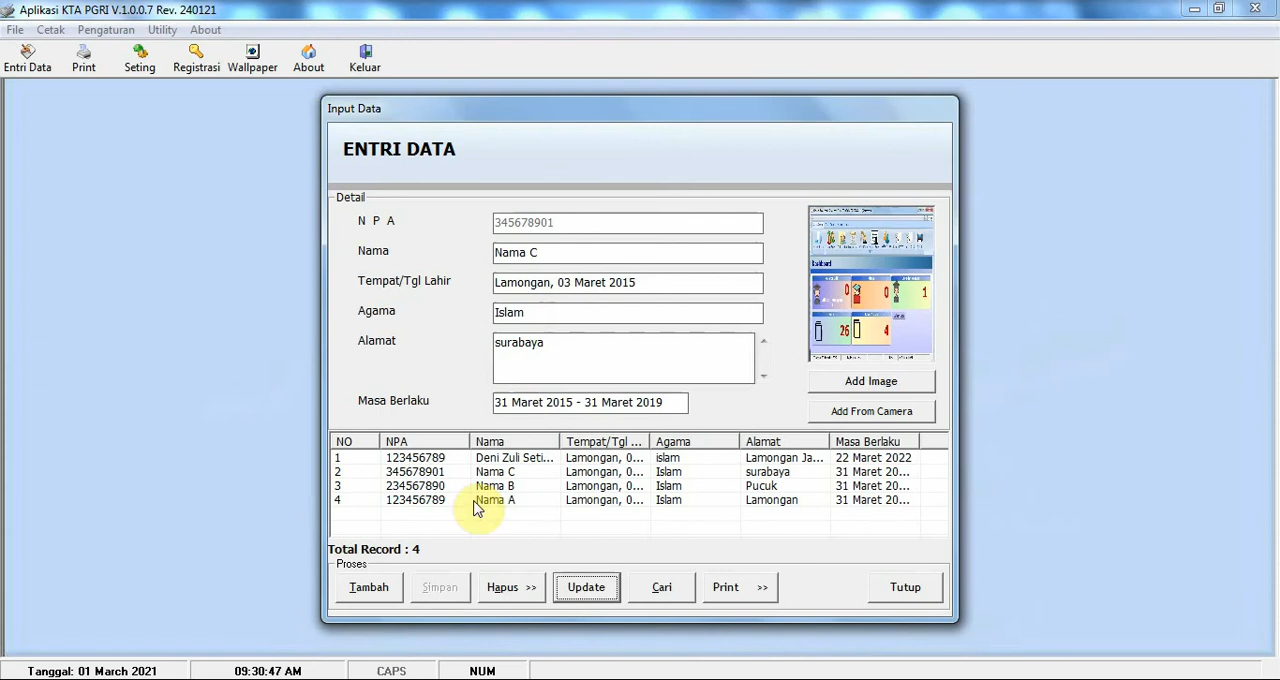 Aplikasi KTA PGRI V.1.0.0.7 Rev. 240121
File Cetak Pengaturan Utility About
Entri Data Print Seting Registrasi Wallpaper About Keluar
Input Data
ENTRI DATA
Detail
N P A 345678901
Nama Nama C
Tempat/Tgl Lahir Lamongan, 03 Maret 2015
Agama Islam
Alamat surabaya
Masa Berlaku 31 Maret 2015 - 31 Maret 2019
Dashboard
0 0 1
26 4
Add Image
Add From Camera
NO NPA Nama Tempat/Tgl ... Agama Alamat Masa Berlaku
1 123456789 Deni Zuli Seti... Lamongan, 0... islam Lamongan Ja... 22 Maret 2022
2 345678901 Nama C Lamongan, 0... Islam surabaya 31 Maret 20...
3 234567890 Nama B Lamongan, 0... Islam Pucuk 31 Maret 20...
4 123456789 Nama A Lamongan, 0... Islam Lamongan 31 Maret 20...
Total Record : 4
Proses
Tambah Simpan Hapus >> Update Cari Print >> Tutup
Tanggal: 01 March 2021 09:30:47 AM CAPS NUM